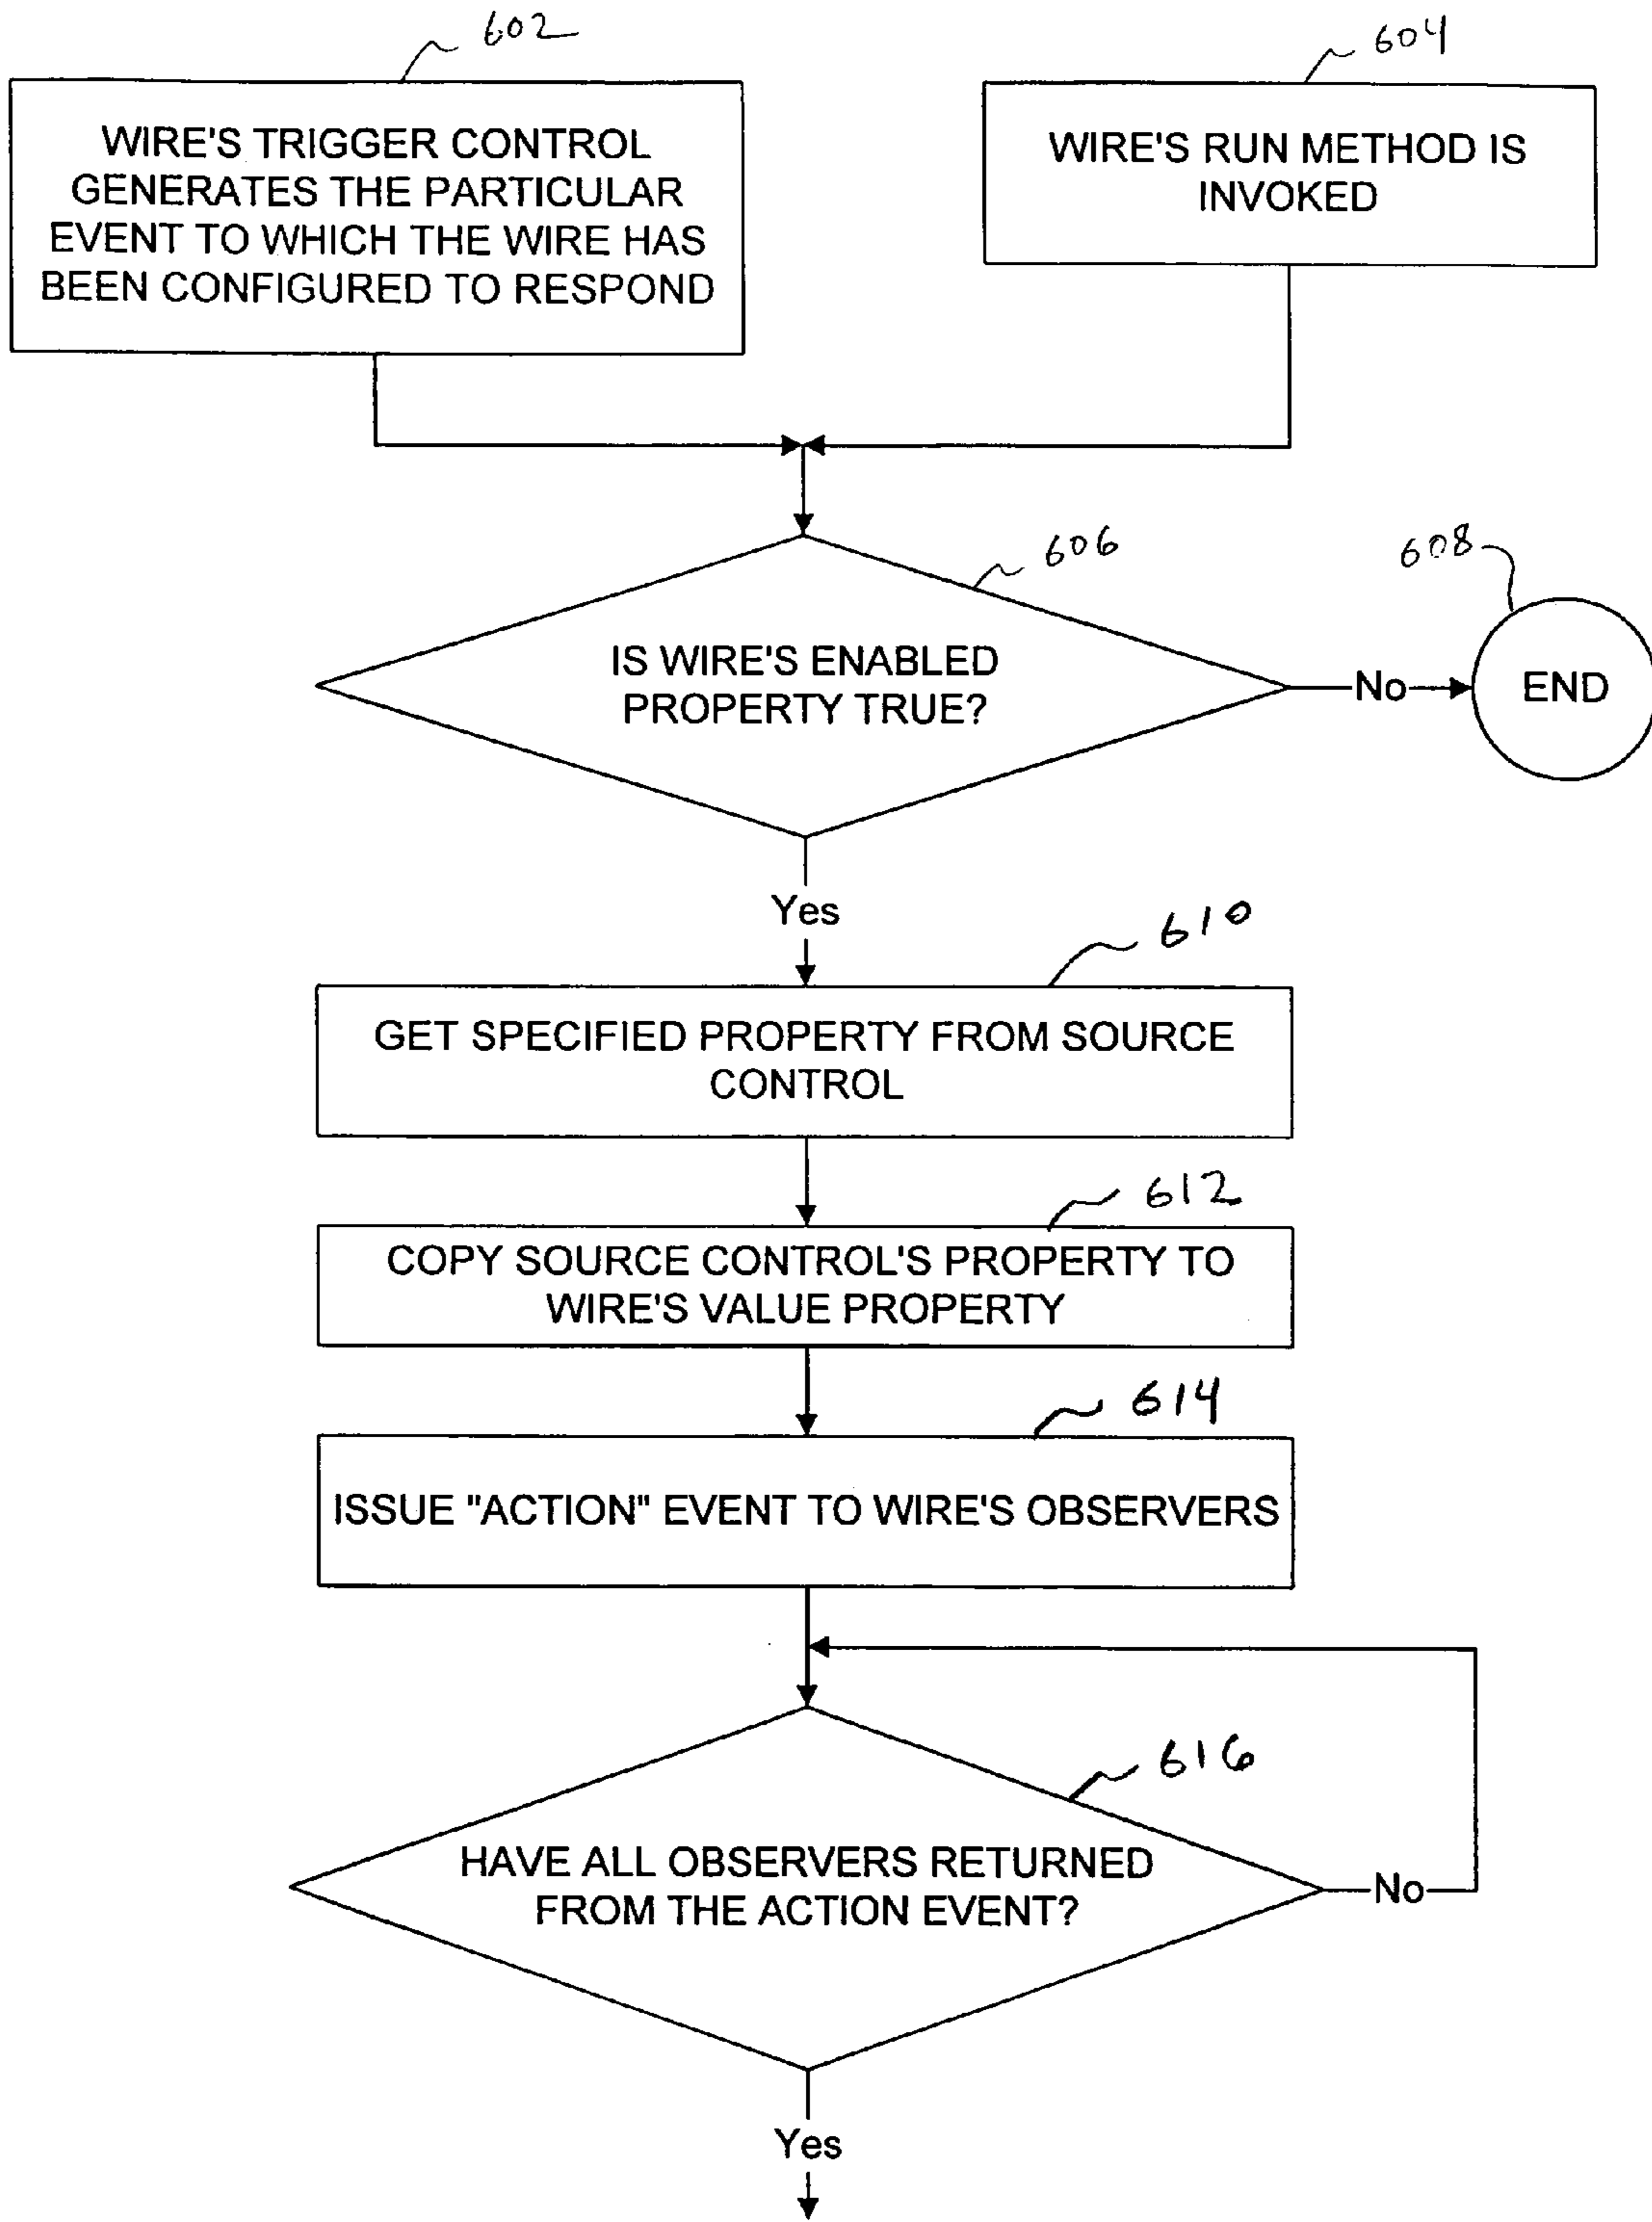 602
604
WIRE'S TRIGGER CONTROL
GENERATES THE PARTICULAR
EVENT TO WHICH THE WIRE HAS
BEEN CONFIGURED TO RESPOND
WIRE'S RUN METHOD IS
INVOKED
606
608
IS WIRE'S ENABLED
PROPERTY TRUE?
No
END
Yes
610
GET SPECIFIED PROPERTY FROM SOURCE
CONTROL
612
COPY SOURCE CONTROL'S PROPERTY TO
WIRE'S VALUE PROPERTY
614
ISSUE "ACTION" EVENT TO WIRE'S OBSERVERS
616
HAVE ALL OBSERVERS RETURNED
FROM THE ACTION EVENT?
No
Yes